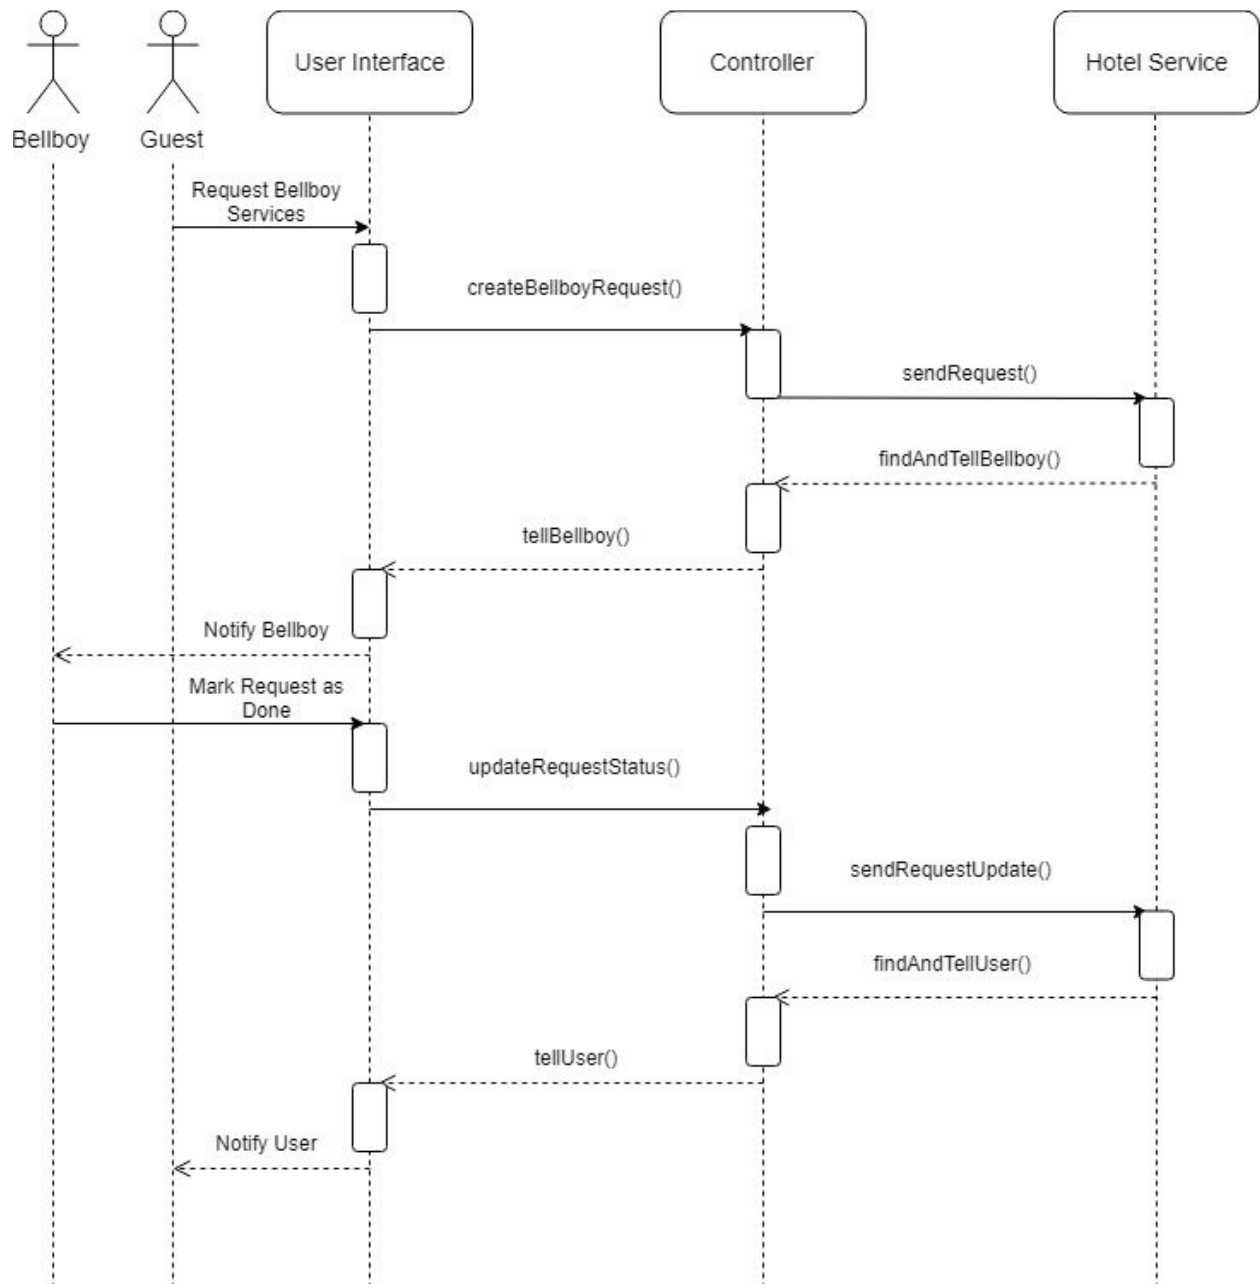 User Interface
Controller
Hotel Service
Bellboy
Guest
Request Bellboy
Services
createBellboyRequest()
sendRequest()
findAndTellBellboy()
tellBellboy()
Notify Bellboy
Mark Request as
Done
updateRequestStatus()
sendRequestUpdate()
findAndTellUser()
tellUser()
Notify User